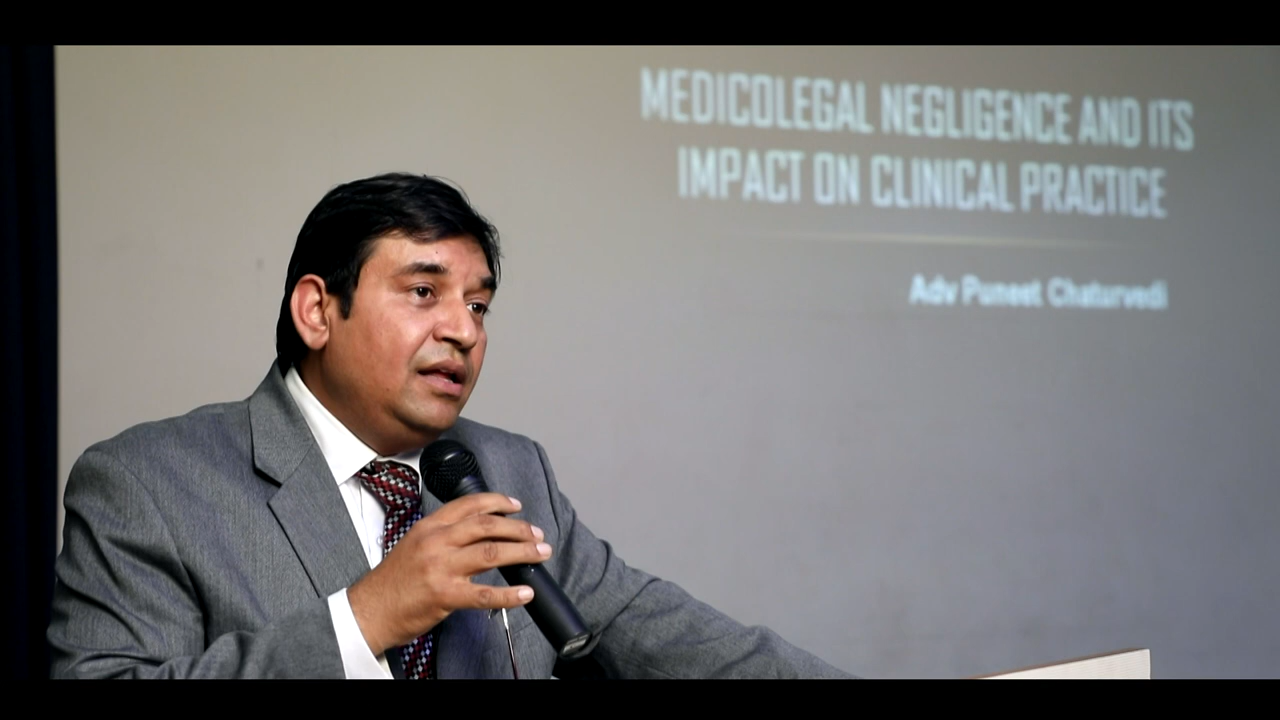 MEDICOLEGAL NEGLIGENCE AND ITS
IMPACT ON CLINICAL PRACTICE
Adv Puneet Chaturvedi